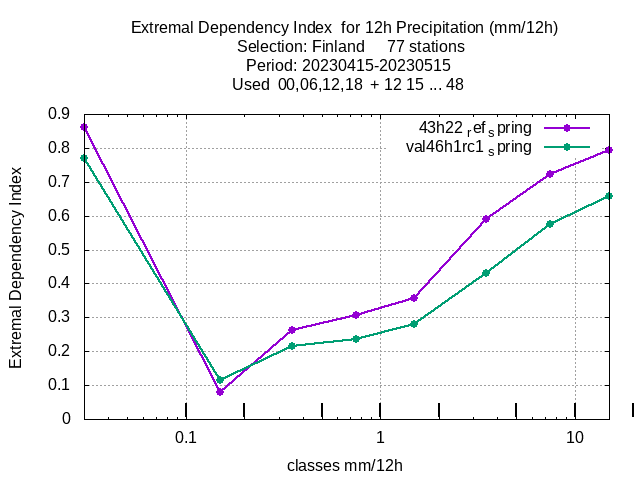 Extremal Dependency Index  for 12h Precipitation (mm/12h)
Selection: Finland     77 stations
Period: 20230415-20230515
Used  00,06,12,18  + 12 15 ... 48
43h22 ref spring
val46h1rc1 spring
Extremal Dependency Index
0.9
0.8
0.7
0.6
0.5
0.4
0.3
0.2
0.1
0
0.1 1 10
classes mm/12h